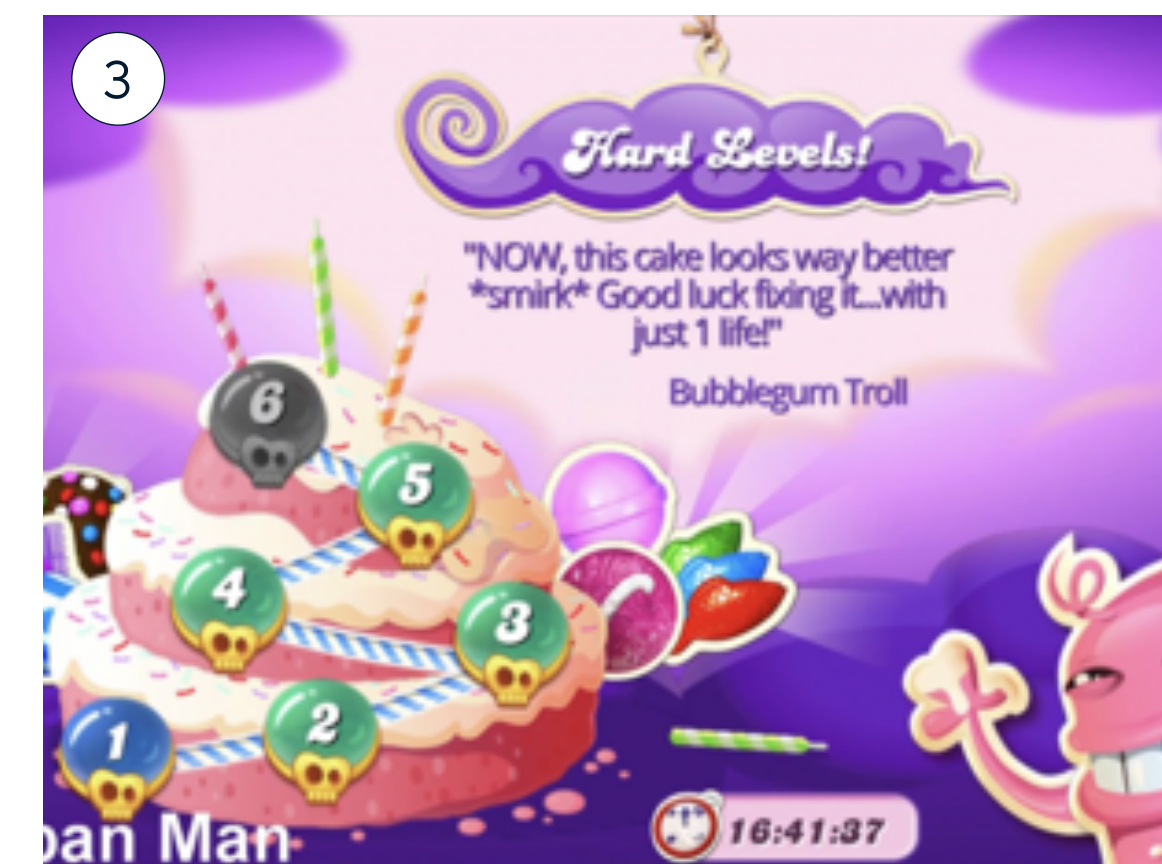 3
Hard Levels!
"NOW, this cake looks way better
*smirk* Good luck fixing it...with
just 1 life!"
Bubblegum Troll
6
5
4
3
2
1
Man
16:41:37